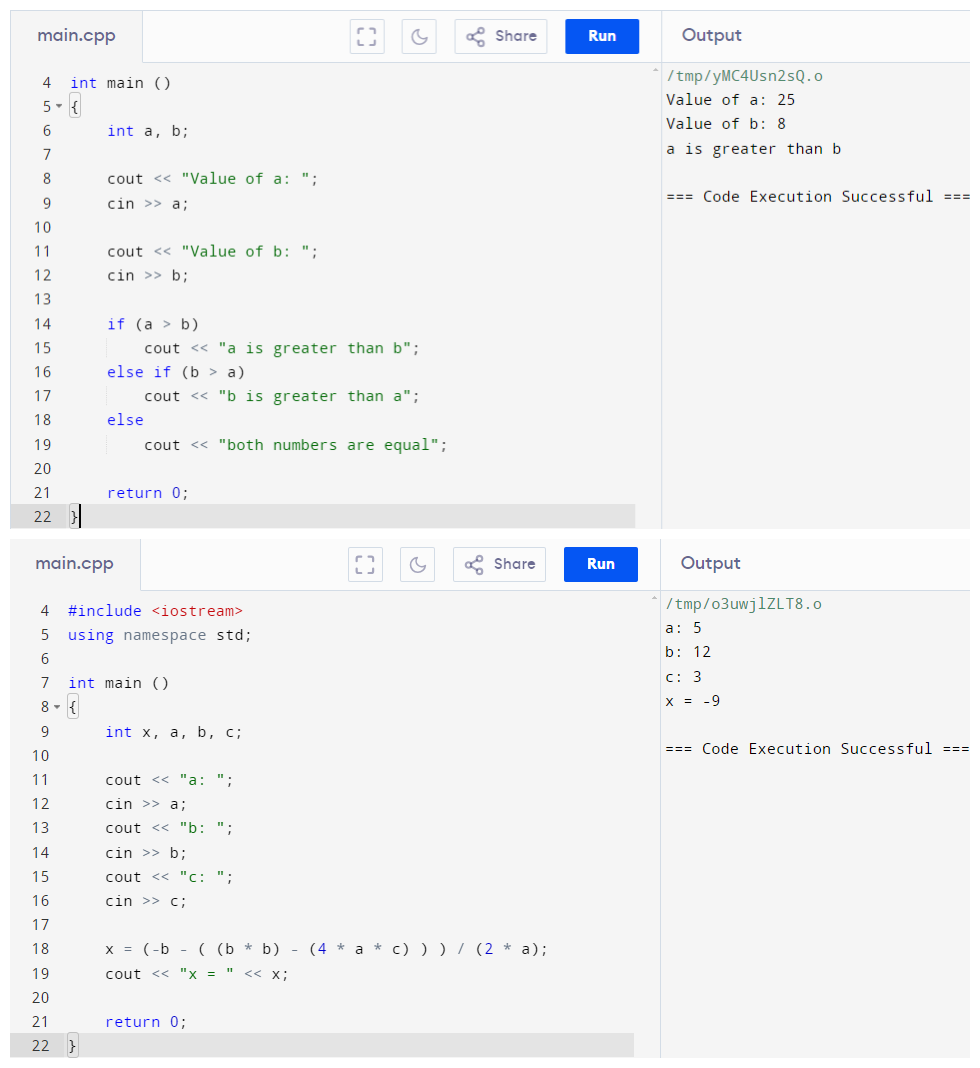 main.cpp Share Run Output
4 int main ()
5 {
6 int a, b;
7
8 cout << "Value of a: ";
9 cin >> a;
10
11 cout << "Value of b: ";
12 cin >> b;
13
14 if (a > b)
15 cout << "a is greater than b";
16 else if (b > a)
17 cout << "b is greater than a";
18 else
19 cout << "both numbers are equal";
20
21 return 0;
22 }
/tmp/yMC4Usn2sQ.o
Value of a: 25
Value of b: 8
a is greater than b
=== Code Execution Successful ===
main.cpp Share Run Output
4 #include <iostream>
5 using namespace std;
6
7 int main ()
8 {
9 int x, a, b, c;
10
11 cout << "a: ";
12 cin >> a;
13 cout << "b: ";
14 cin >> b;
15 cout << "c: ";
16 cin >> c;
17
18 x = (-b - ( (b * b) - (4 * a * c) ) ) / (2 * a);
19 cout << "x = " << x;
20
21 return 0;
22 }
/tmp/o3uwjlZLT8.o
a: 5
b: 12
c: 3
x = -9
=== Code Execution Successful ===